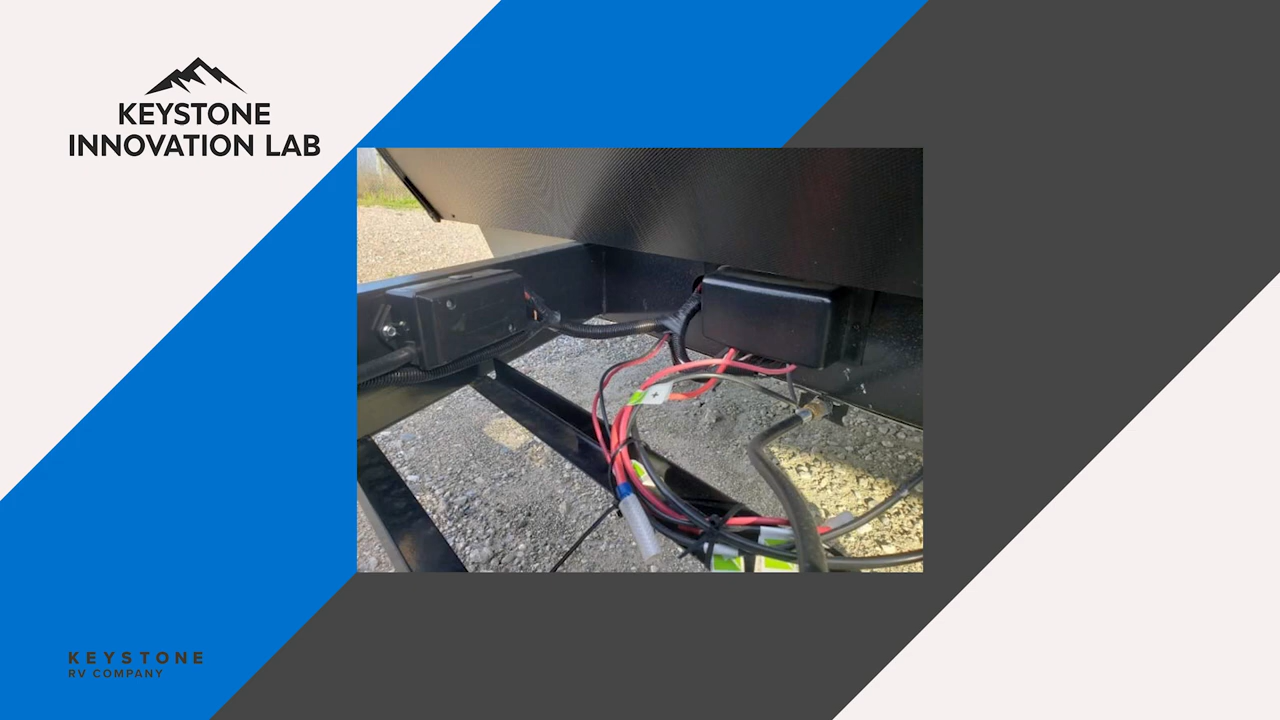 KEYSTONE
INNOVATION LAB
+
KEYSTONE
RV COMPANY